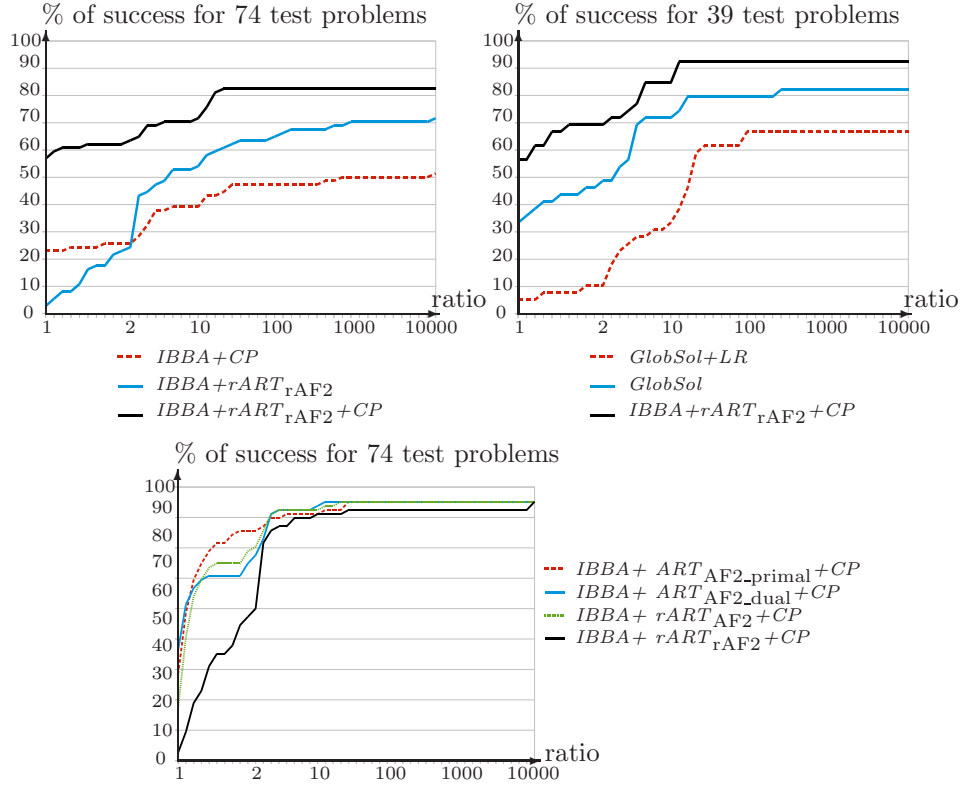 % of success for 74 test problems
100
90
80
70
60
50
40
30
20
10
0
1 2 10 100 1000 10000
ratio
IBBA+CP
IBBA+rART rAF2
IBBA+rART rAF2 +CP
% of success for 39 test problems
100
90
80
70
60
50
40
30
20
10
0
1 2 10 100 1000 10000
ratio
GlobSol+LR
GlobSol
IBBA+rART rAF2 +CP
% of success for 74 test problems
100
90
80
70
60
50
40
30
20
10
0
1 2 10 100 1000 10000
ratio
IBBA+ ART AF2_primal +CP
IBBA+ ART AF2_dual +CP
IBBA+ rART AF2 +CP
IBBA+ rART rAF2 +CP